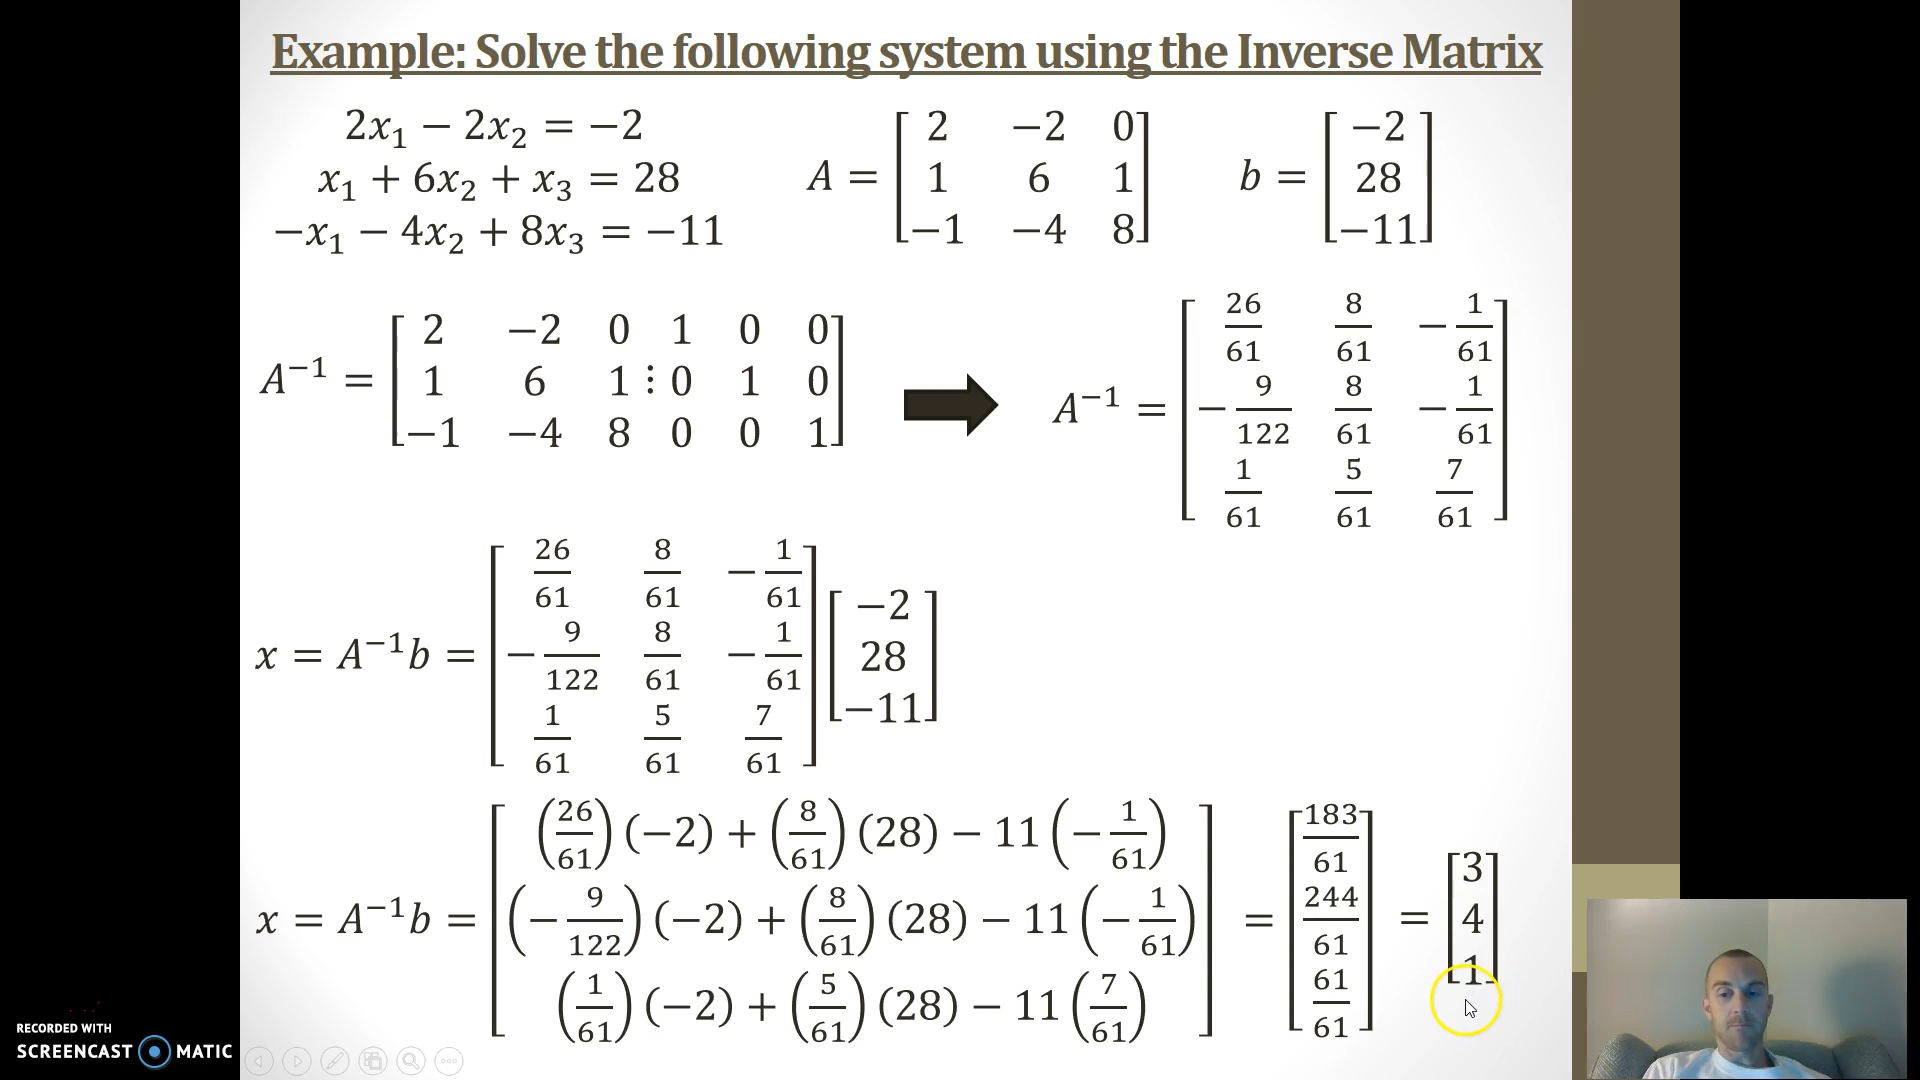 Example: Solve the following system using the Inverse Matrix
2x₁ − 2x₂ = −2
x₁ + 6x₂ + x₃ = 28
−x₁ − 4x₂ + 8x₃ = −11
A = [2 −2 0
1 6 1
−1 −4 8]
b = [−2
28
−11]
A⁻¹ = [2 −2 0 1 0 0
1 6 1 ⋮ 0 1 0
−1 −4 8 0 0 1]
A⁻¹ = [26/61 8/61 −1/61
−9/122 8/61 −1/61
1/61 5/61 7/61]
x = A⁻¹b = [26/61 8/61 −1/61
−9/122 8/61 −1/61
1/61 5/61 7/61] [−2
28
−11]
x = A⁻¹b = [(26/61)(−2) + (8/61)(28) − 11(−1/61)
(−9/122)(−2) + (8/61)(28) − 11(−1/61)
(1/61)(−2) + (5/61)(28) − 11(7/61)]
= [183/61
244/61
61/61]
= [3
4
1]
RECORDED WITH
SCREENCAST MATIC